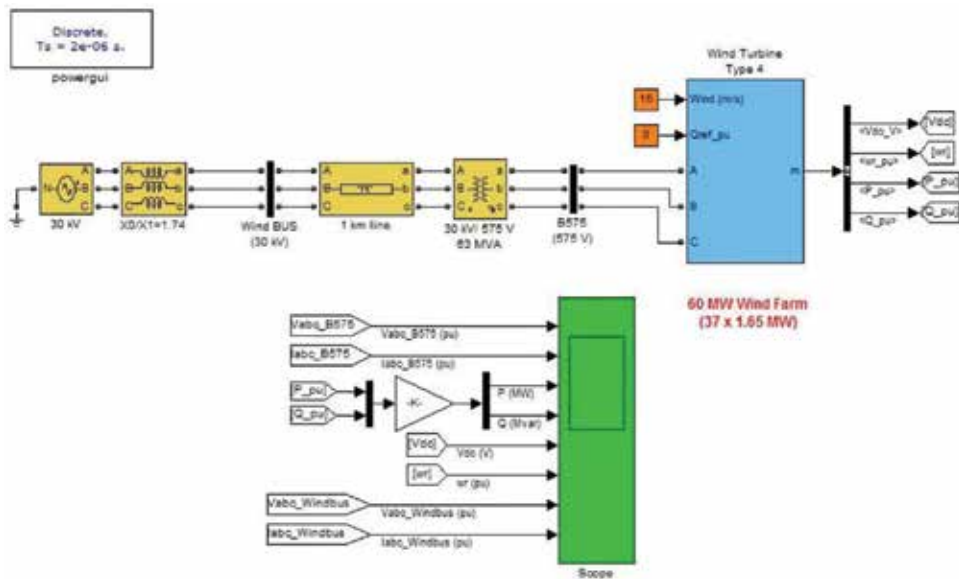 Discrete,
Ts = 2e-06 s.
powergui
Wind Turbine
Type 4
Wind (m/s)
Qref_pu
A
B
C
m
[Vdc]
<Vdc_V>
[wr]
<wr_pu>
[P_pu]
<P_pu>
[Q_pu]
<Q_pu>
N
A
B
C
30 kV
A a
B b
C c
X0/X1=1.74
Wind BUS
(30 kV)
A a
B b
C c
1 km line
A a
B b
C c
30 kV/ 575 V
63 MVA
B575
(575 V)
60 MW Wind Farm
(37 x 1.65 MW)
Vabc_B575
Vabc_B575 (pu)
Iabc_B575
Iabc_B575 (pu)
[P_pu]
[Q_pu]
-K-
P (MW)
Q (Mvar)
[Vdc]
Vdc (V)
[wr]
wr (pu)
Vabc_Windbus
Vabc_Windbus (pu)
Iabc_Windbus
Iabc_Windbus (pu)
Scope